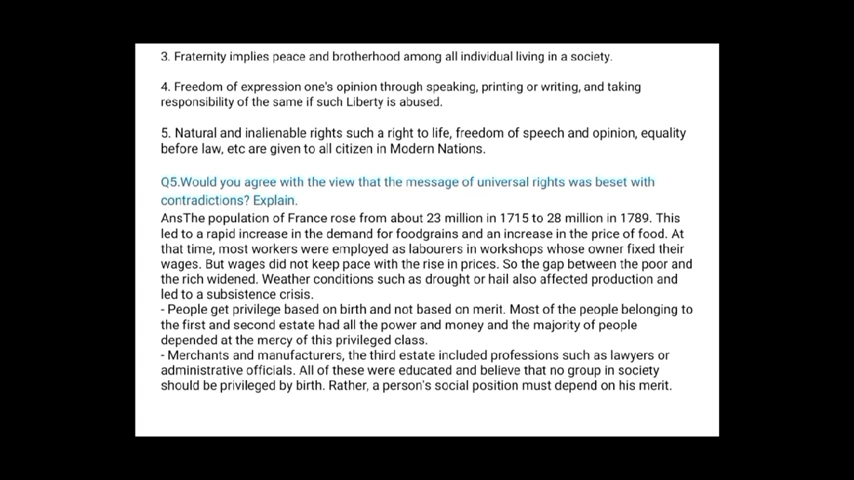 3. Fraternity implies peace and brotherhood among all individual living in a society.
4. Freedom of expression one's opinion through speaking, printing or writing, and taking
responsibility of the same if such Liberty is abused.
5. Natural and inalienable rights such a right to life, freedom of speech and opinion, equality
before law, etc are given to all citizen in Modern Nations.
Q5.Would you agree with the view that the message of universal rights was beset with
contradictions? Explain.
AnsThe population of France rose from about 23 million in 1715 to 28 million in 1789. This
led to a rapid increase in the demand for foodgrains and an increase in the price of food. At
that time, most workers were employed as labourers in workshops whose owner fixed their
wages. But wages did not keep pace with the rise in prices. So the gap between the poor and
the rich widened. Weather conditions such as drought or hail also affected production and
led to a subsistence crisis.
- People get privilege based on birth and not based on merit. Most of the people belonging to
the first and second estate had all the power and money and the majority of people
depended at the mercy of this privileged class.
- Merchants and manufacturers, the third estate included professions such as lawyers or
administrative officials. All of these were educated and believe that no group in society
should be privileged by birth. Rather, a person's social position must depend on his merit.